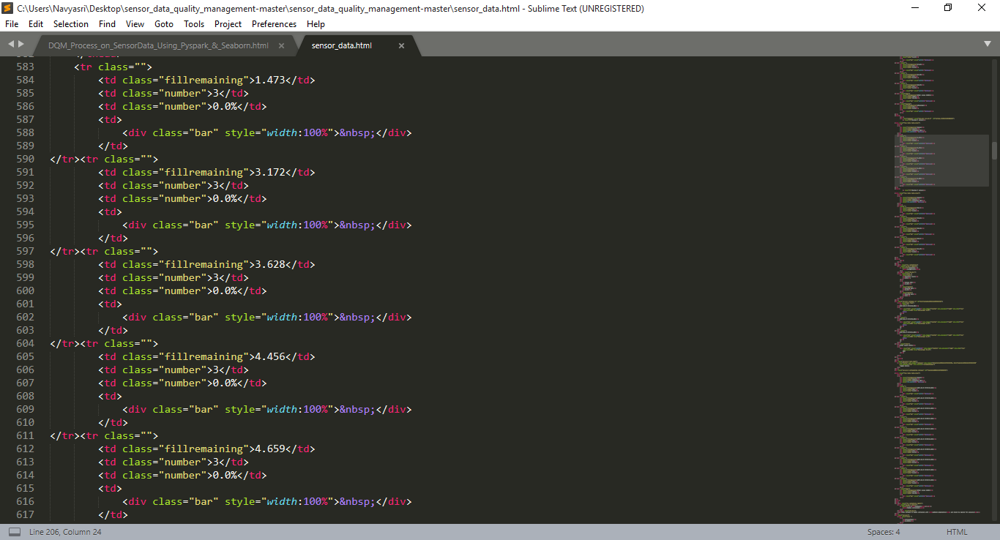 C:\Users\Navyasri\Desktop\sensor_data_quality_management-master\sensor_data_quality_management-master\sensor_data.html - Sublime Text (UNREGISTERED)
File Edit Selection Find View Goto Tools Project Preferences Help
DQM_Process_on_SensorData_Using_Pyspark_&_Seaborn.html × sensor_data.html ×
583 <tr class="">
584 <td class="fillremaining">1.473</td>
585 <td class="number">3</td>
586 <td class="number">0.0%</td>
587 <td>
588 <div class="bar" style="width:100%">&nbsp;</div>
589 </td>
590 </tr><tr class="">
591 <td class="fillremaining">3.172</td>
592 <td class="number">3</td>
593 <td class="number">0.0%</td>
594 <td>
595 <div class="bar" style="width:100%">&nbsp;</div>
596 </td>
597 </tr><tr class="">
598 <td class="fillremaining">3.628</td>
599 <td class="number">3</td>
600 <td class="number">0.0%</td>
601 <td>
602 <div class="bar" style="width:100%">&nbsp;</div>
603 </td>
604 </tr><tr class="">
605 <td class="fillremaining">4.456</td>
606 <td class="number">3</td>
607 <td class="number">0.0%</td>
608 <td>
609 <div class="bar" style="width:100%">&nbsp;</div>
610 </td>
611 </tr><tr class="">
612 <td class="fillremaining">4.659</td>
613 <td class="number">3</td>
614 <td class="number">0.0%</td>
615 <td>
616 <div class="bar" style="width:100%">&nbsp;</div>
617 </td>
Line 206, Column 24 Spaces: 4 HTML